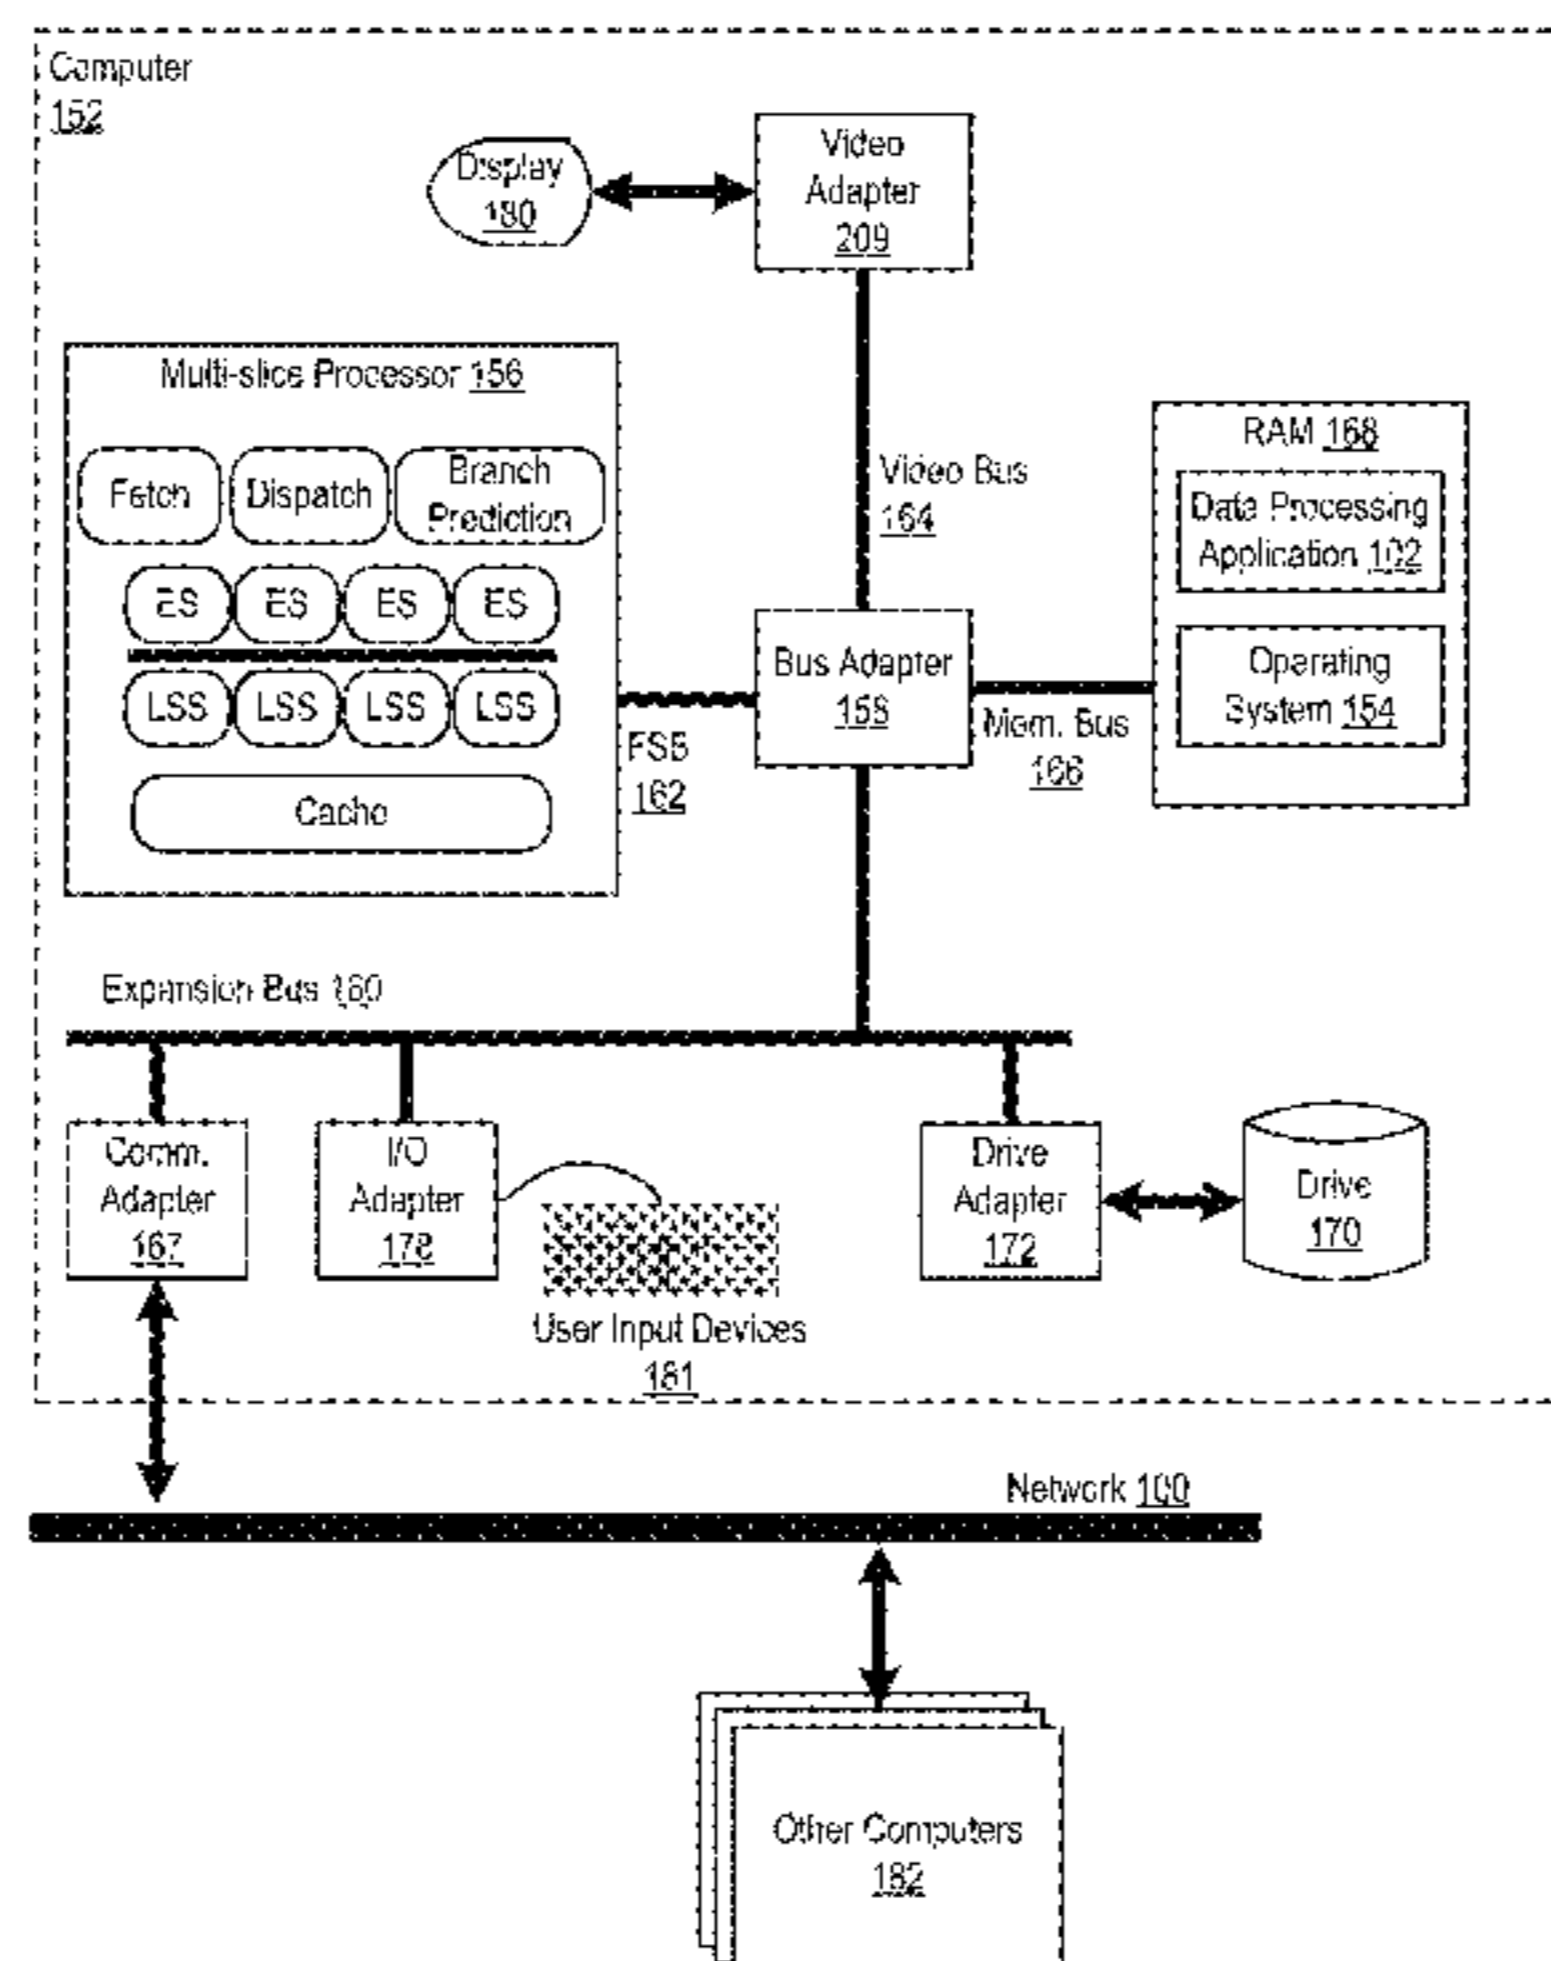 Computer
152
Display
180
Video
Adapter
209
Multi-slice Processor 156
Fetch
Dispatch
Branch
Prediction
ES ES ES ES
LSS LSS LSS LSS
Cache
Video Bus
164
RAM 168
Data Processing
Application 102
Operating
System 154
Bus Adapter
158
FSB
162
Mem. Bus
166
Expansion Bus 160
Comm.
Adapter
167
I/O
Adapter
178
User Input Devices
181
Drive
Adapter
172
Drive
170
Network 100
Other Computers
182